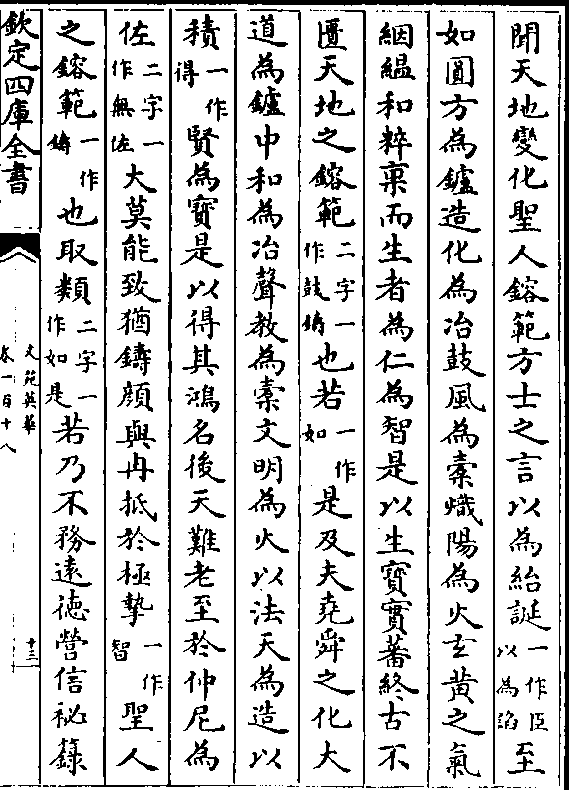 聞天地變化聖人鎔範方士之言以為紿誕一作臣以為諂至
如圓方為鑪造化為冶鼓風為橐熾陽為火玄黄之氣
絪緼和粹稟而生者為仁為智是以生寳實蕃終古不
匱天地之鎔範二字一作鼓鑄也若一作如是及夫堯舜之化大
道為鑪中和為冶聲教為橐文明為火以法天為造以
積一作得賢為寳是以得其鴻名後天難老至於仲尼為
佐二字一作無佐大莫能致猶鑄顔與冉抵於極摯一作智聖人
之鎔範一作鑄也取類二字一作如是若乃不務遠德營信祕籙
欽定四庫全書
文苑英華
卷一百十八
十三